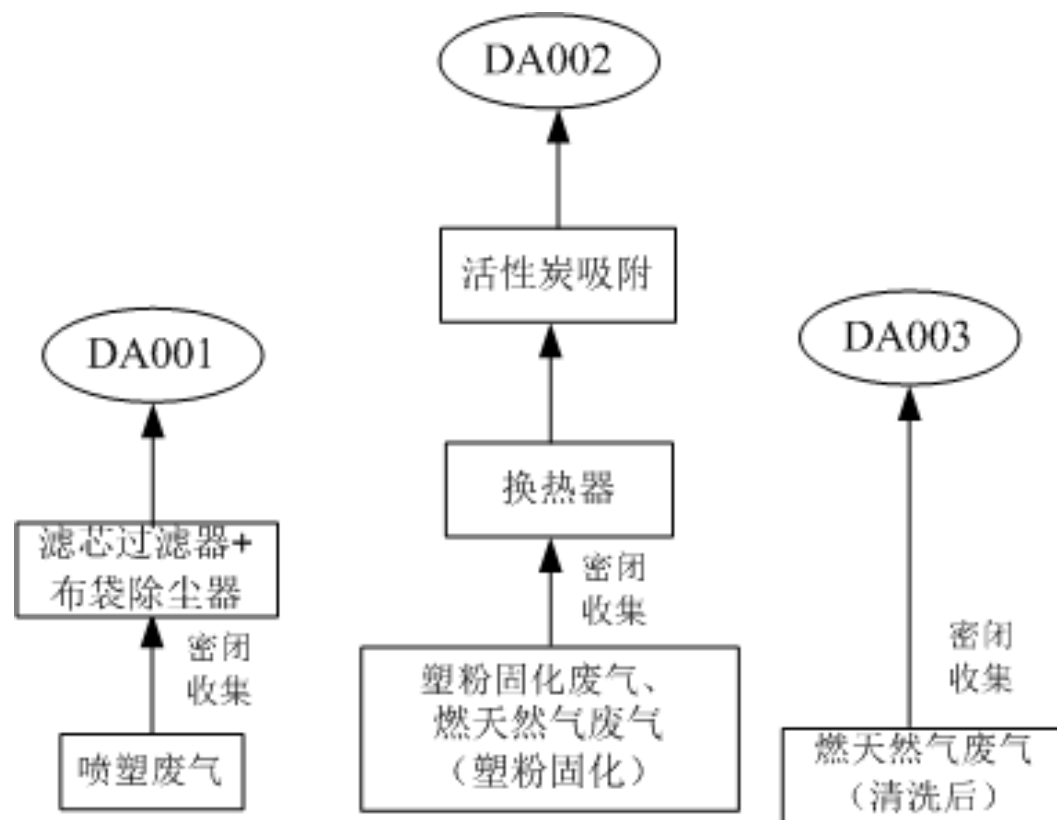 DA002
活性炭吸附
换热器
密闭
收集
塑粉固化废气、
燃天然气废气
（塑粉固化）
DA001
滤芯过滤器+
布袋除尘器
密闭
收集
喷塑废气
DA003
密闭
收集
燃天然气废气
（清洗后）